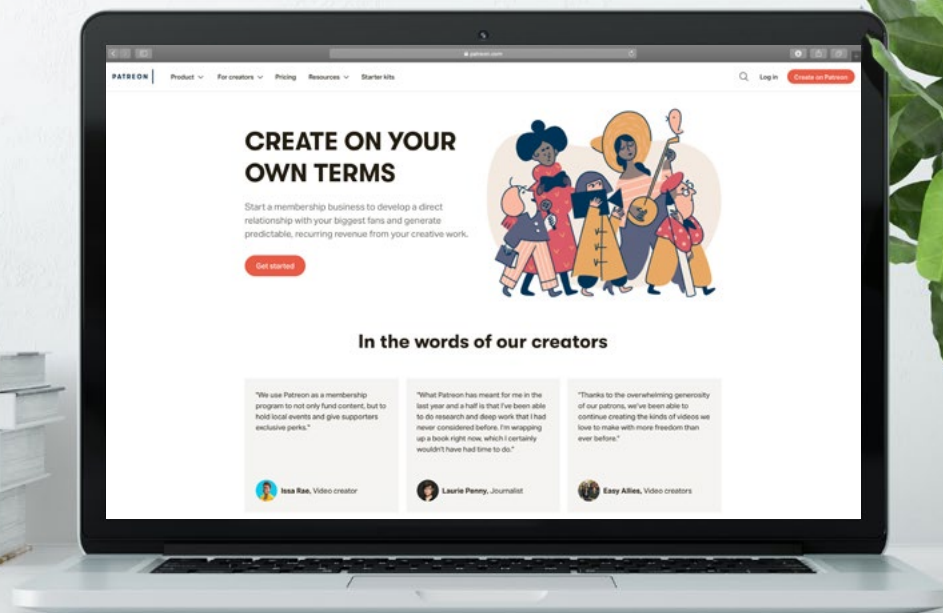 patreon.com
PATREON
Product
For creators
Pricing
Resources
Starter kits
Log in
Create on Patreon
CREATE ON YOUR
OWN TERMS
Start a membership business to develop a direct
relationship with your biggest fans and generate
predictable, recurring revenue from your creative work.
Get started
In the words of our creators
"We use Patreon as a membership
program to not only fund content, but to
hold local events and give supporters
exclusive perks."
Issa Rae, Video creator
"What Patreon has meant for me in the
last year and a half is that I've been able
to do research and deep work that I had
never considered before. I'm wrapping
up a book right now, which I certainly
wouldn't have had time to do."
Laurie Penny, Journalist
"Thanks to the overwhelming generosity
of our patrons, we've been able to
continue creating the kinds of videos we
love to make with more freedom than
ever before."
Easy Allies, Video creators